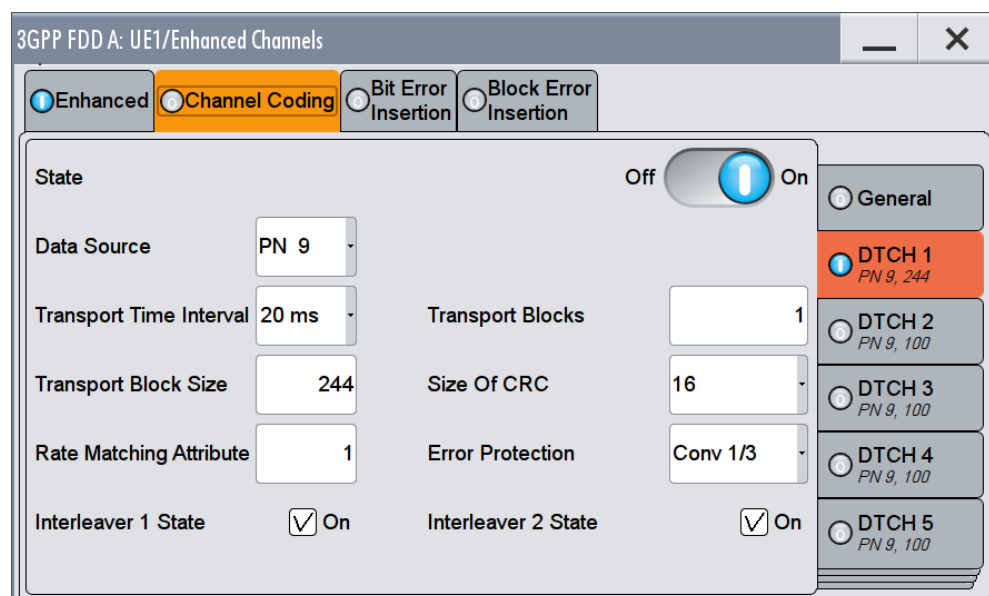 3GPP FDD A: UE1/Enhanced Channels
Enhanced
Channel Coding
Bit Error
Insertion
Block Error
Insertion
State
Off
On
Data Source
PN 9
Transport Time Interval
20 ms
Transport Blocks
1
Transport Block Size
244
Size Of CRC
16
Rate Matching Attribute
1
Error Protection
Conv 1/3
Interleaver 1 State
On
Interleaver 2 State
On
General
DTCH 1
PN 9, 244
DTCH 2
PN 9, 100
DTCH 3
PN 9, 100
DTCH 4
PN 9, 100
DTCH 5
PN 9, 100